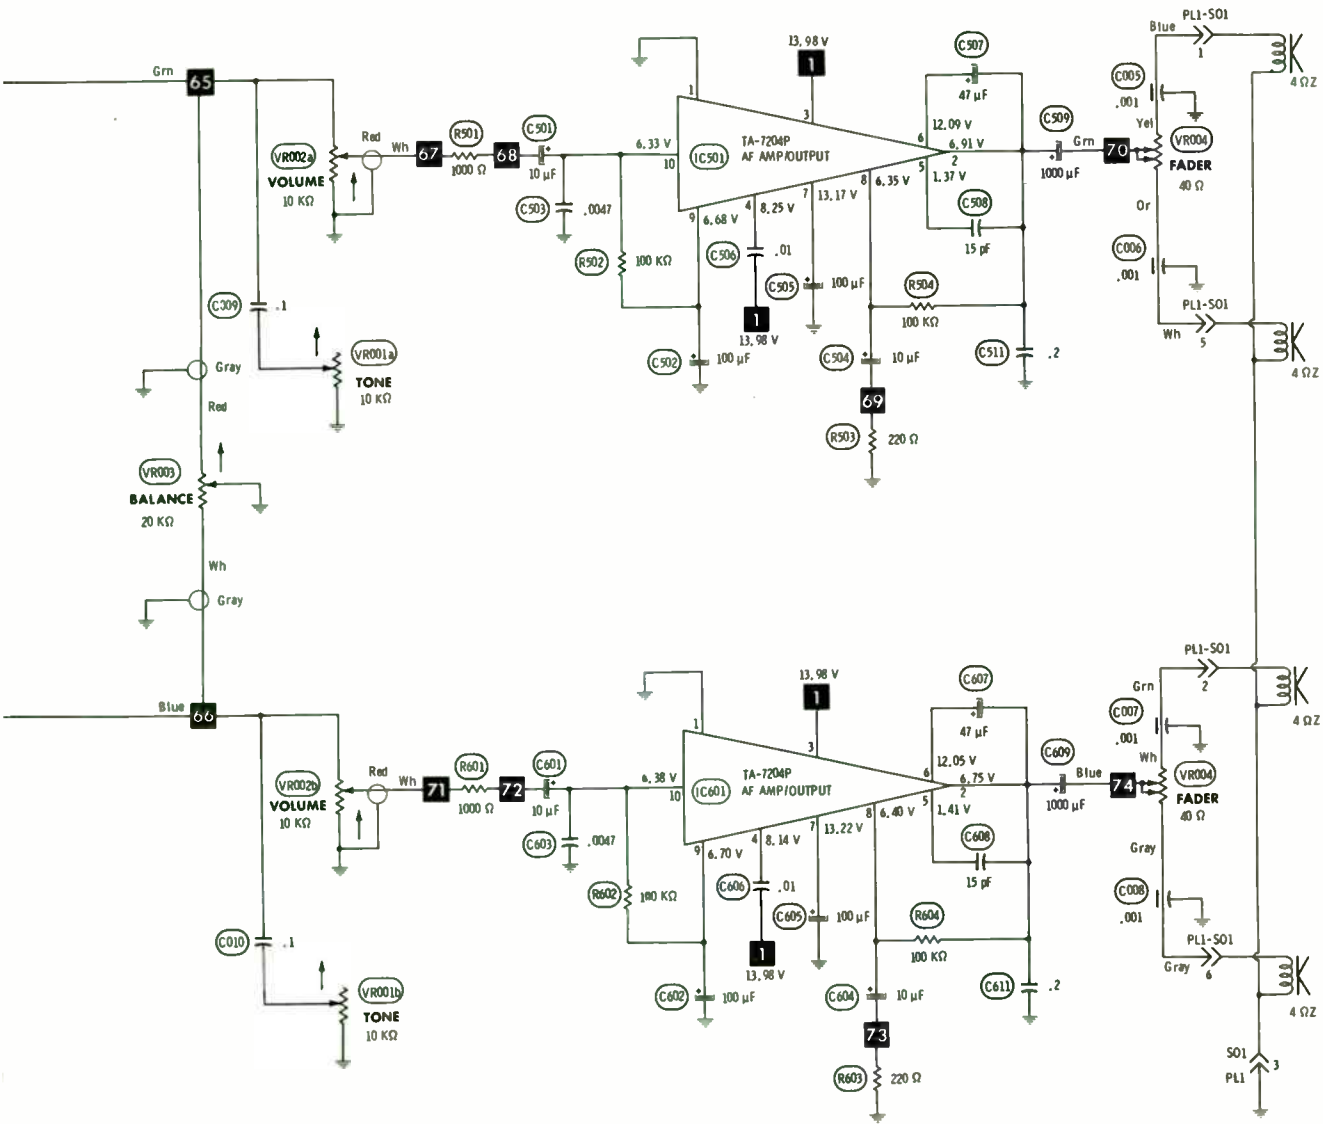 PL1-SO1
Blue
1
4 ΩZ
C005
.001
Yel
VR004
FADER
40 Ω
Or
C006
.001
PL1-SO1
Wh
5
4 ΩZ
Grn
65
VR002a
VOLUME
10 KΩ
Red
Wh
67
R501
1000 Ω
68
C501
10 µF
C503
.0047
R502
100 KΩ
13.98 V
1
1
3
6.33 V
10
IC501
TA-7204P
AF AMP/OUTPUT
C507
47 µF
6
12.09 V
6.91 V
2
5
1.37 V
8
6.35 V
7
13.17 V
4
8.25 V
9
6.68 V
C508
15 pF
C509
1000 µF
Grn
70
C506
.01
1
13.98 V
C505
100 µF
R504
100 KΩ
C502
100 µF
C504
10 µF
C511
.2
69
R503
220 Ω
C009
.1
VR001a
TONE
10 KΩ
Gray
Red
VR003
BALANCE
20 KΩ
Wh
Gray
Blue
66
VR002b
VOLUME
10 KΩ
Red
Wh
71
R601
1000 Ω
72
C601
10 µF
C603
.0047
R602
100 KΩ
13.98 V
1
1
3
6.38 V
10
IC601
TA-7204P
AF AMP/OUTPUT
C607
47 µF
6
12.05 V
6.75 V
2
5
1.41 V
8
6.40 V
7
13.22 V
4
8.14 V
9
6.70 V
C608
15 pF
C609
1000 µF
Blue
74
PL1-SO1
Grn
2
4 ΩZ
C007
.001
Wh
VR004
FADER
40 Ω
Gray
C008
.001
PL1-SO1
Gray
6
4 ΩZ
C606
.01
1
13.98 V
C605
100 µF
R604
100 KΩ
C602
100 µF
C604
10 µF
C611
.2
73
R603
220 Ω
C010
.1
VR001b
TONE
10 KΩ
SO1
3
PL1